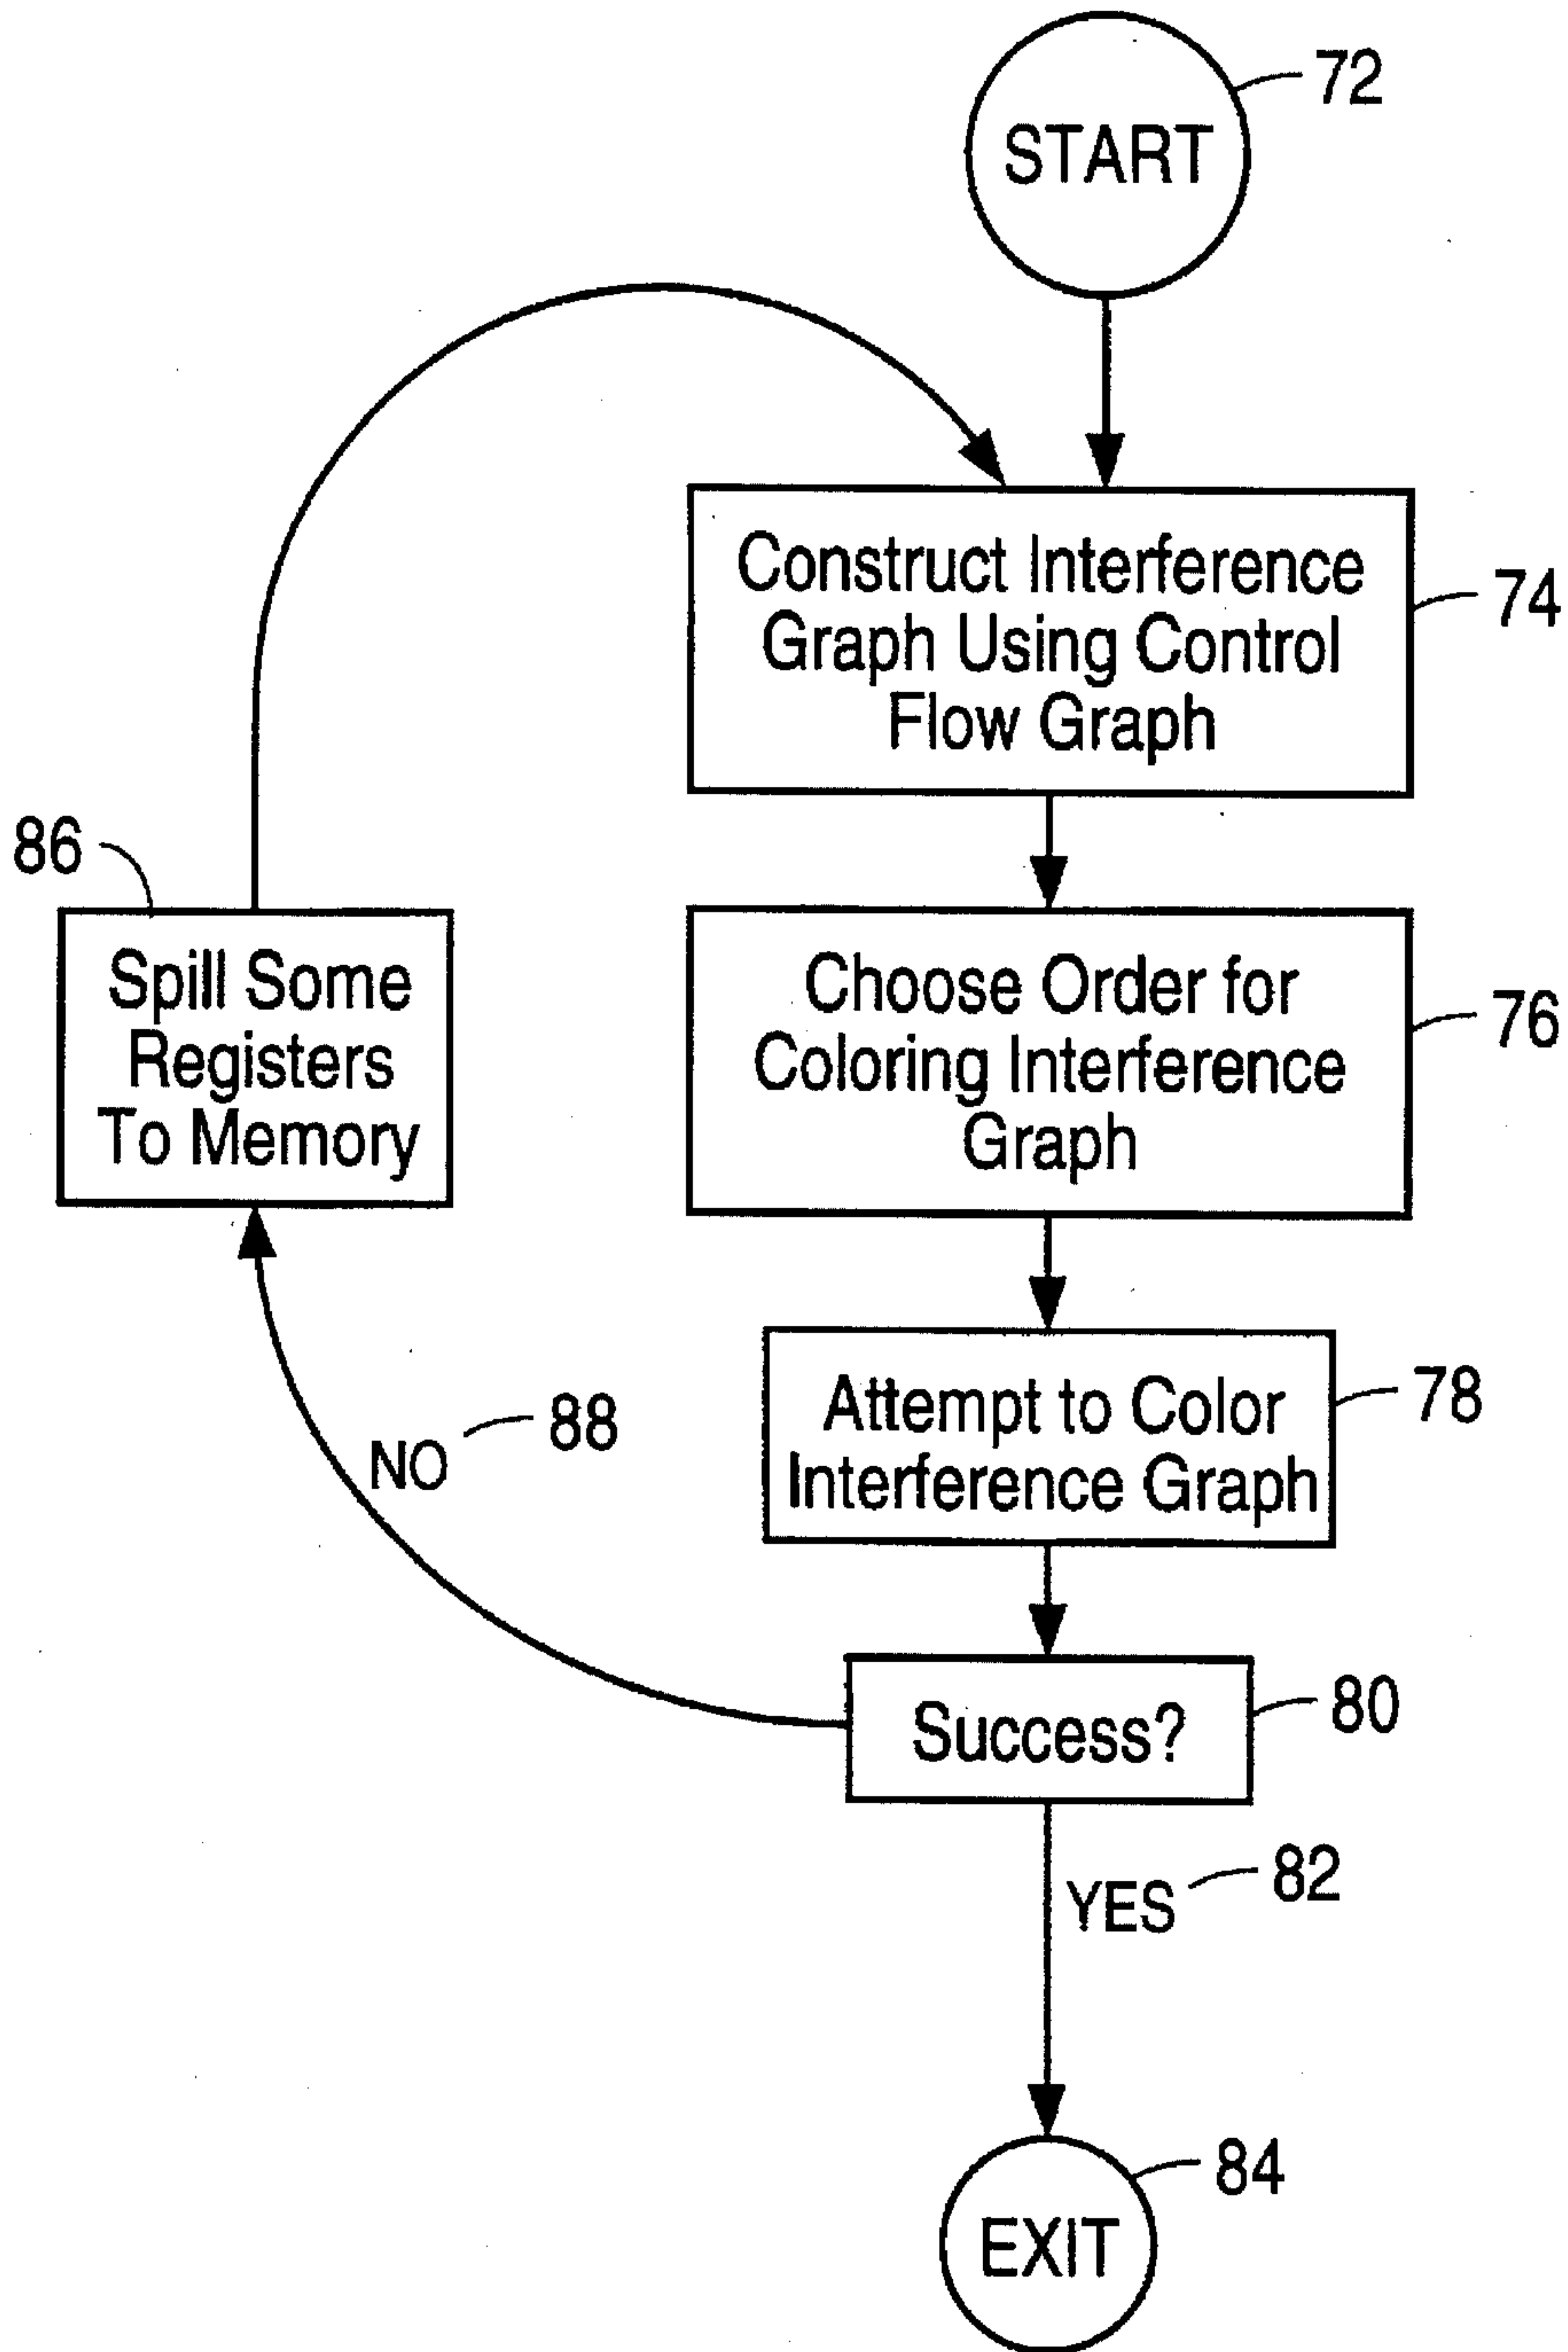 START
72
Construct Interference
Graph Using Control
Flow Graph
74
86
Spill Some
Registers
To Memory
Choose Order for
Coloring Interference
Graph
76
Attempt to Color
Interference Graph
78
NO
88
Success?
80
YES
82
EXIT
84